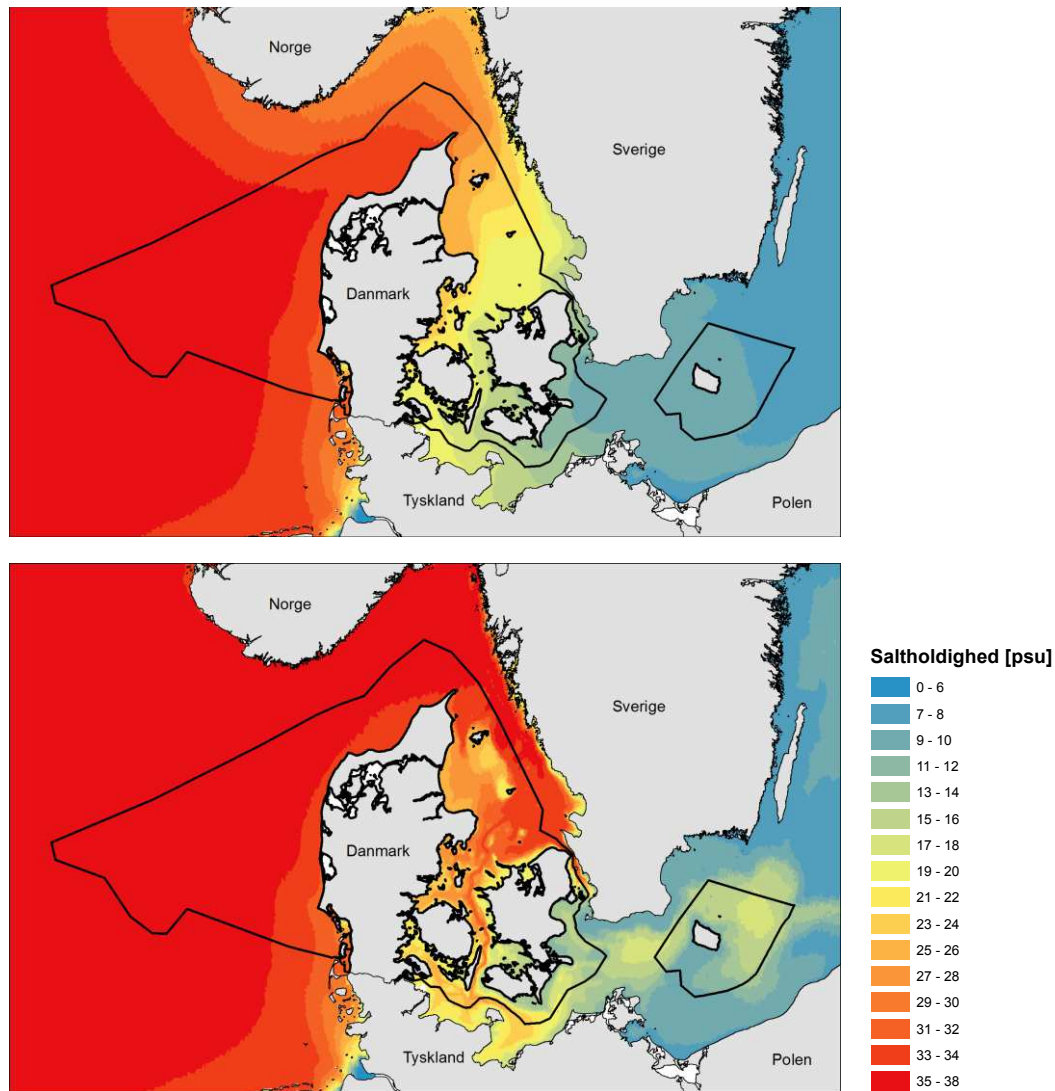 Norge
Sverige
Danmark
Tyskland
Polen
Norge
Sverige
Danmark
Tyskland
Polen
Saltholdighed [psu]
0 - 6
7 - 8
9 - 10
11 - 12
13 - 14
15 - 16
17 - 18
19 - 20
21 - 22
23 - 24
25 - 26
27 - 28
29 - 30
31 - 32
33 - 34
35 - 38